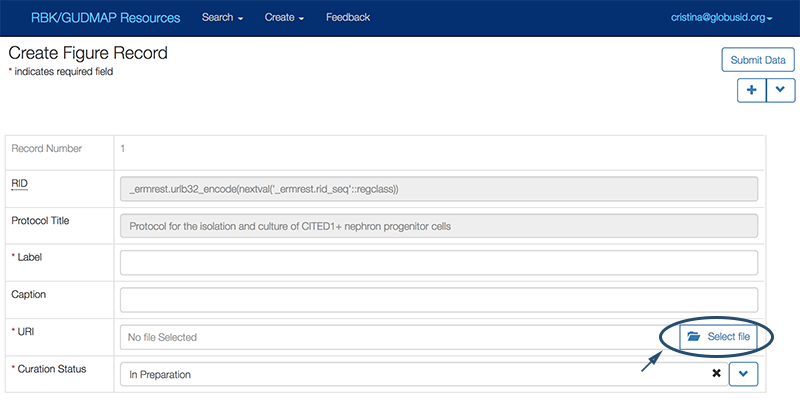 RBK/GUDMAP Resources Search Create Feedback cristina@globusid.org
Create Figure Record
* indicates required field
Submit Data
Record Number 1
RID _ermrest.urlb32_encode(nextval('_ermrest.rid_seq'::regclass))
Protocol Title Protocol for the isolation and culture of CITED1+ nephron progenitor cells
* Label
Caption
* URI No file Selected Select file
* Curation Status In Preparation